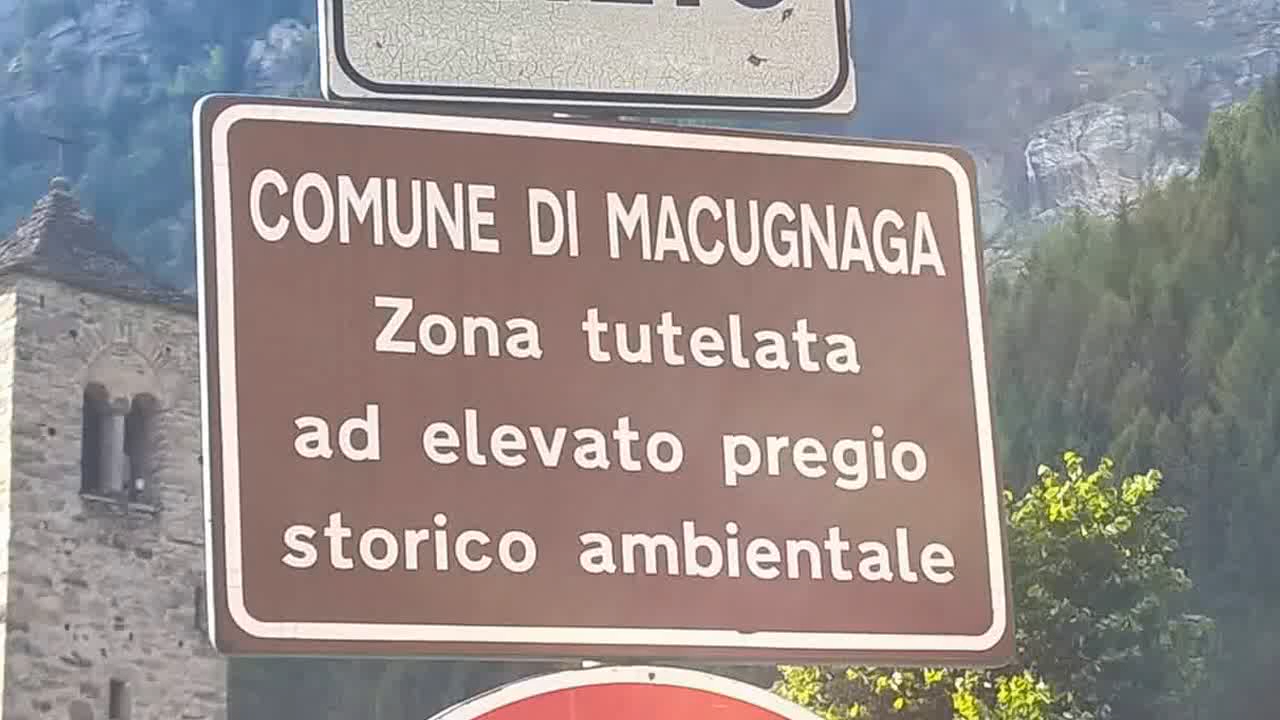 COMUNE DI MACUGNAGA
Zona tutelata
ad elevato pregio
storico ambientale